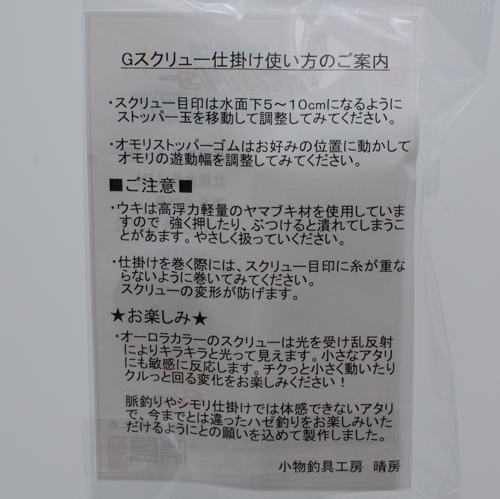 Gスクリュー仕掛け使い方のご案内
・スクリュー目印は水面下5～10cmになるように
ストッパー玉を移動して調整してみてください。
・オモリストッパーゴムはお好みの位置に動かして
オモリの遊動幅を調整してみてください。
■ご注意■
・ウキは高浮力軽量のヤマブキ材を使用していま
すので 強く押したり、ぶつけると潰れてしまうこ
とがあます。やさしく扱っていください。
・仕掛けを巻く際には、スクリュー目印に糸が重な
らないように巻いてみてください。
スクリューの変形が防げます。
★お楽しみ★
・オーロラカラーのスクリューは光を受け乱反射
によりキラキラと光って見えます。小さなアタリ
にも敏感に反応します。チクっと小さく動いたり
クルっと回る変化をお楽しみください！
脈釣りやシモリ仕掛けでは体感できないアタリ
で、今までとは違ったハゼ釣りをお楽しみいた
だけるようにとの願いを込めて製作しました。
小物釣具工房 晴房